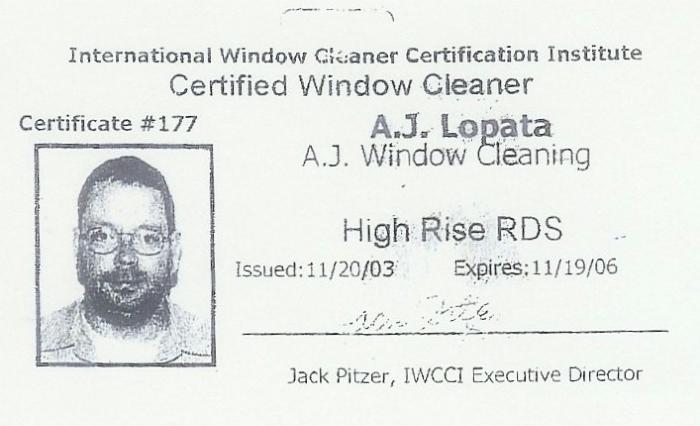 International Window Cleaner Certification Institute
Certified Window Cleaner
Certificate #177
A.J. Lopata
A.J. Window Cleaning
High Rise RDS
Issued:11/20/03 Expires:11/19/06
Jack Pitzer, IWCCI Executive Director